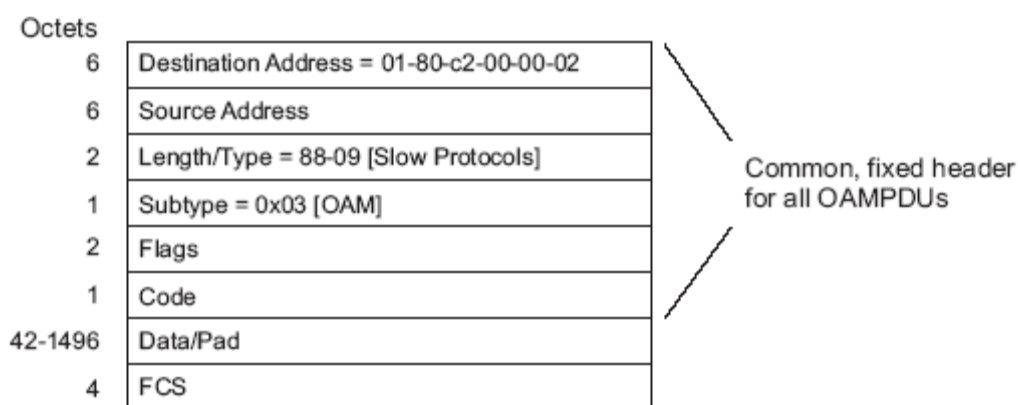 Octets
6 Destination Address = 01-80-c2-00-00-02
6 Source Address
2 Length/Type = 88-09 [Slow Protocols]
1 Subtype = 0x03 [OAM]
2 Flags
1 Code
42-1496 Data/Pad
4 FCS
Common, fixed header
for all OAMPDUs